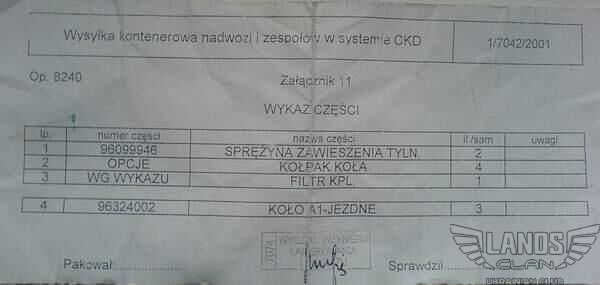 Wysyłka kontenerowa nadwozi i zespołów w systemie CKD 1/7042/2001
Op. 8240 Załącznik 11
WYKAZ CZĘŚCI
lp. numer części nazwa części il./sam uwagi
1 96099946 SPRĘŻYNA ZAWIESZENIA TYLN. 2
2 OPCJE KOŁPAK KOŁA 4
3 WG WYKAZU FILTR KPL. 1
4 96324002 KOŁO A1-JEZDNE 3
WYDZIAŁ INŻYNIERII
Pakował:............... Sprawdził...............
LANOS
CLAN
UKRAINIAN CLUB